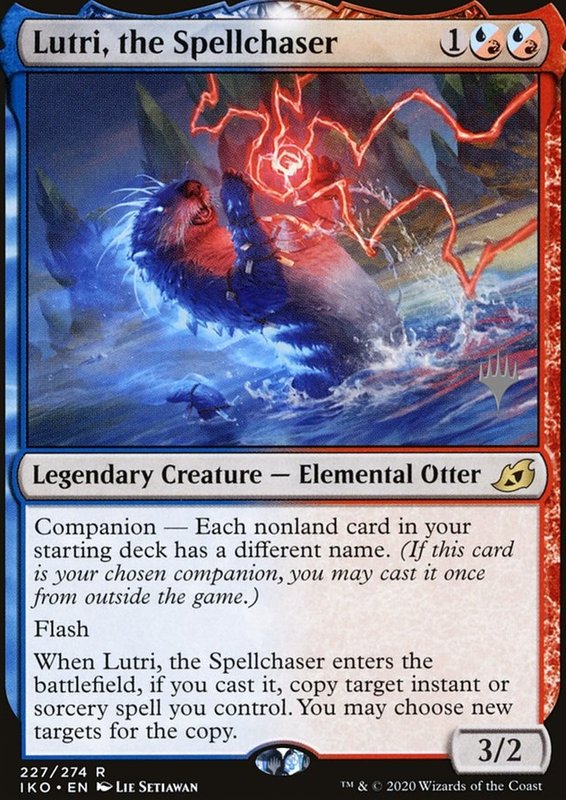 Lutri, the Spellchaser 1
Legendary Creature — Elemental Otter
Companion — Each nonland card in your
starting deck has a different name. (If this card
is your chosen companion, you may cast it once
from outside the game.)
Flash
When Lutri, the Spellchaser enters the
battlefield, if you cast it, copy target instant or
sorcery spell you control. You may choose new
targets for the copy.
3/2
227/274 R
IKO • EN Lie Setiawan
™ & © 2020 Wizards of the Coast